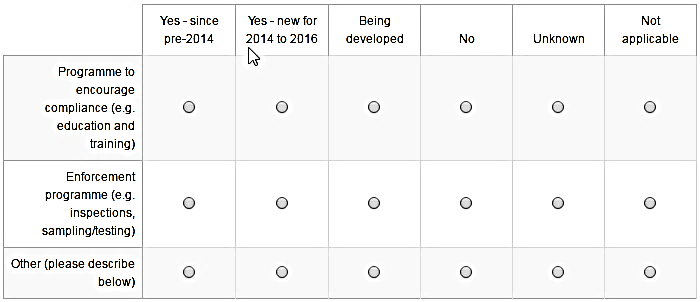 Yes - since
pre-2014
Yes - new for
2014 to 2016
Being
developed
No
Unknown
Not
applicable
Programme to
encourage
compliance (e.g.
education and
training)
Enforcement
programme (e.g.
inspections,
sampling/testing)
Other (please describe
below)